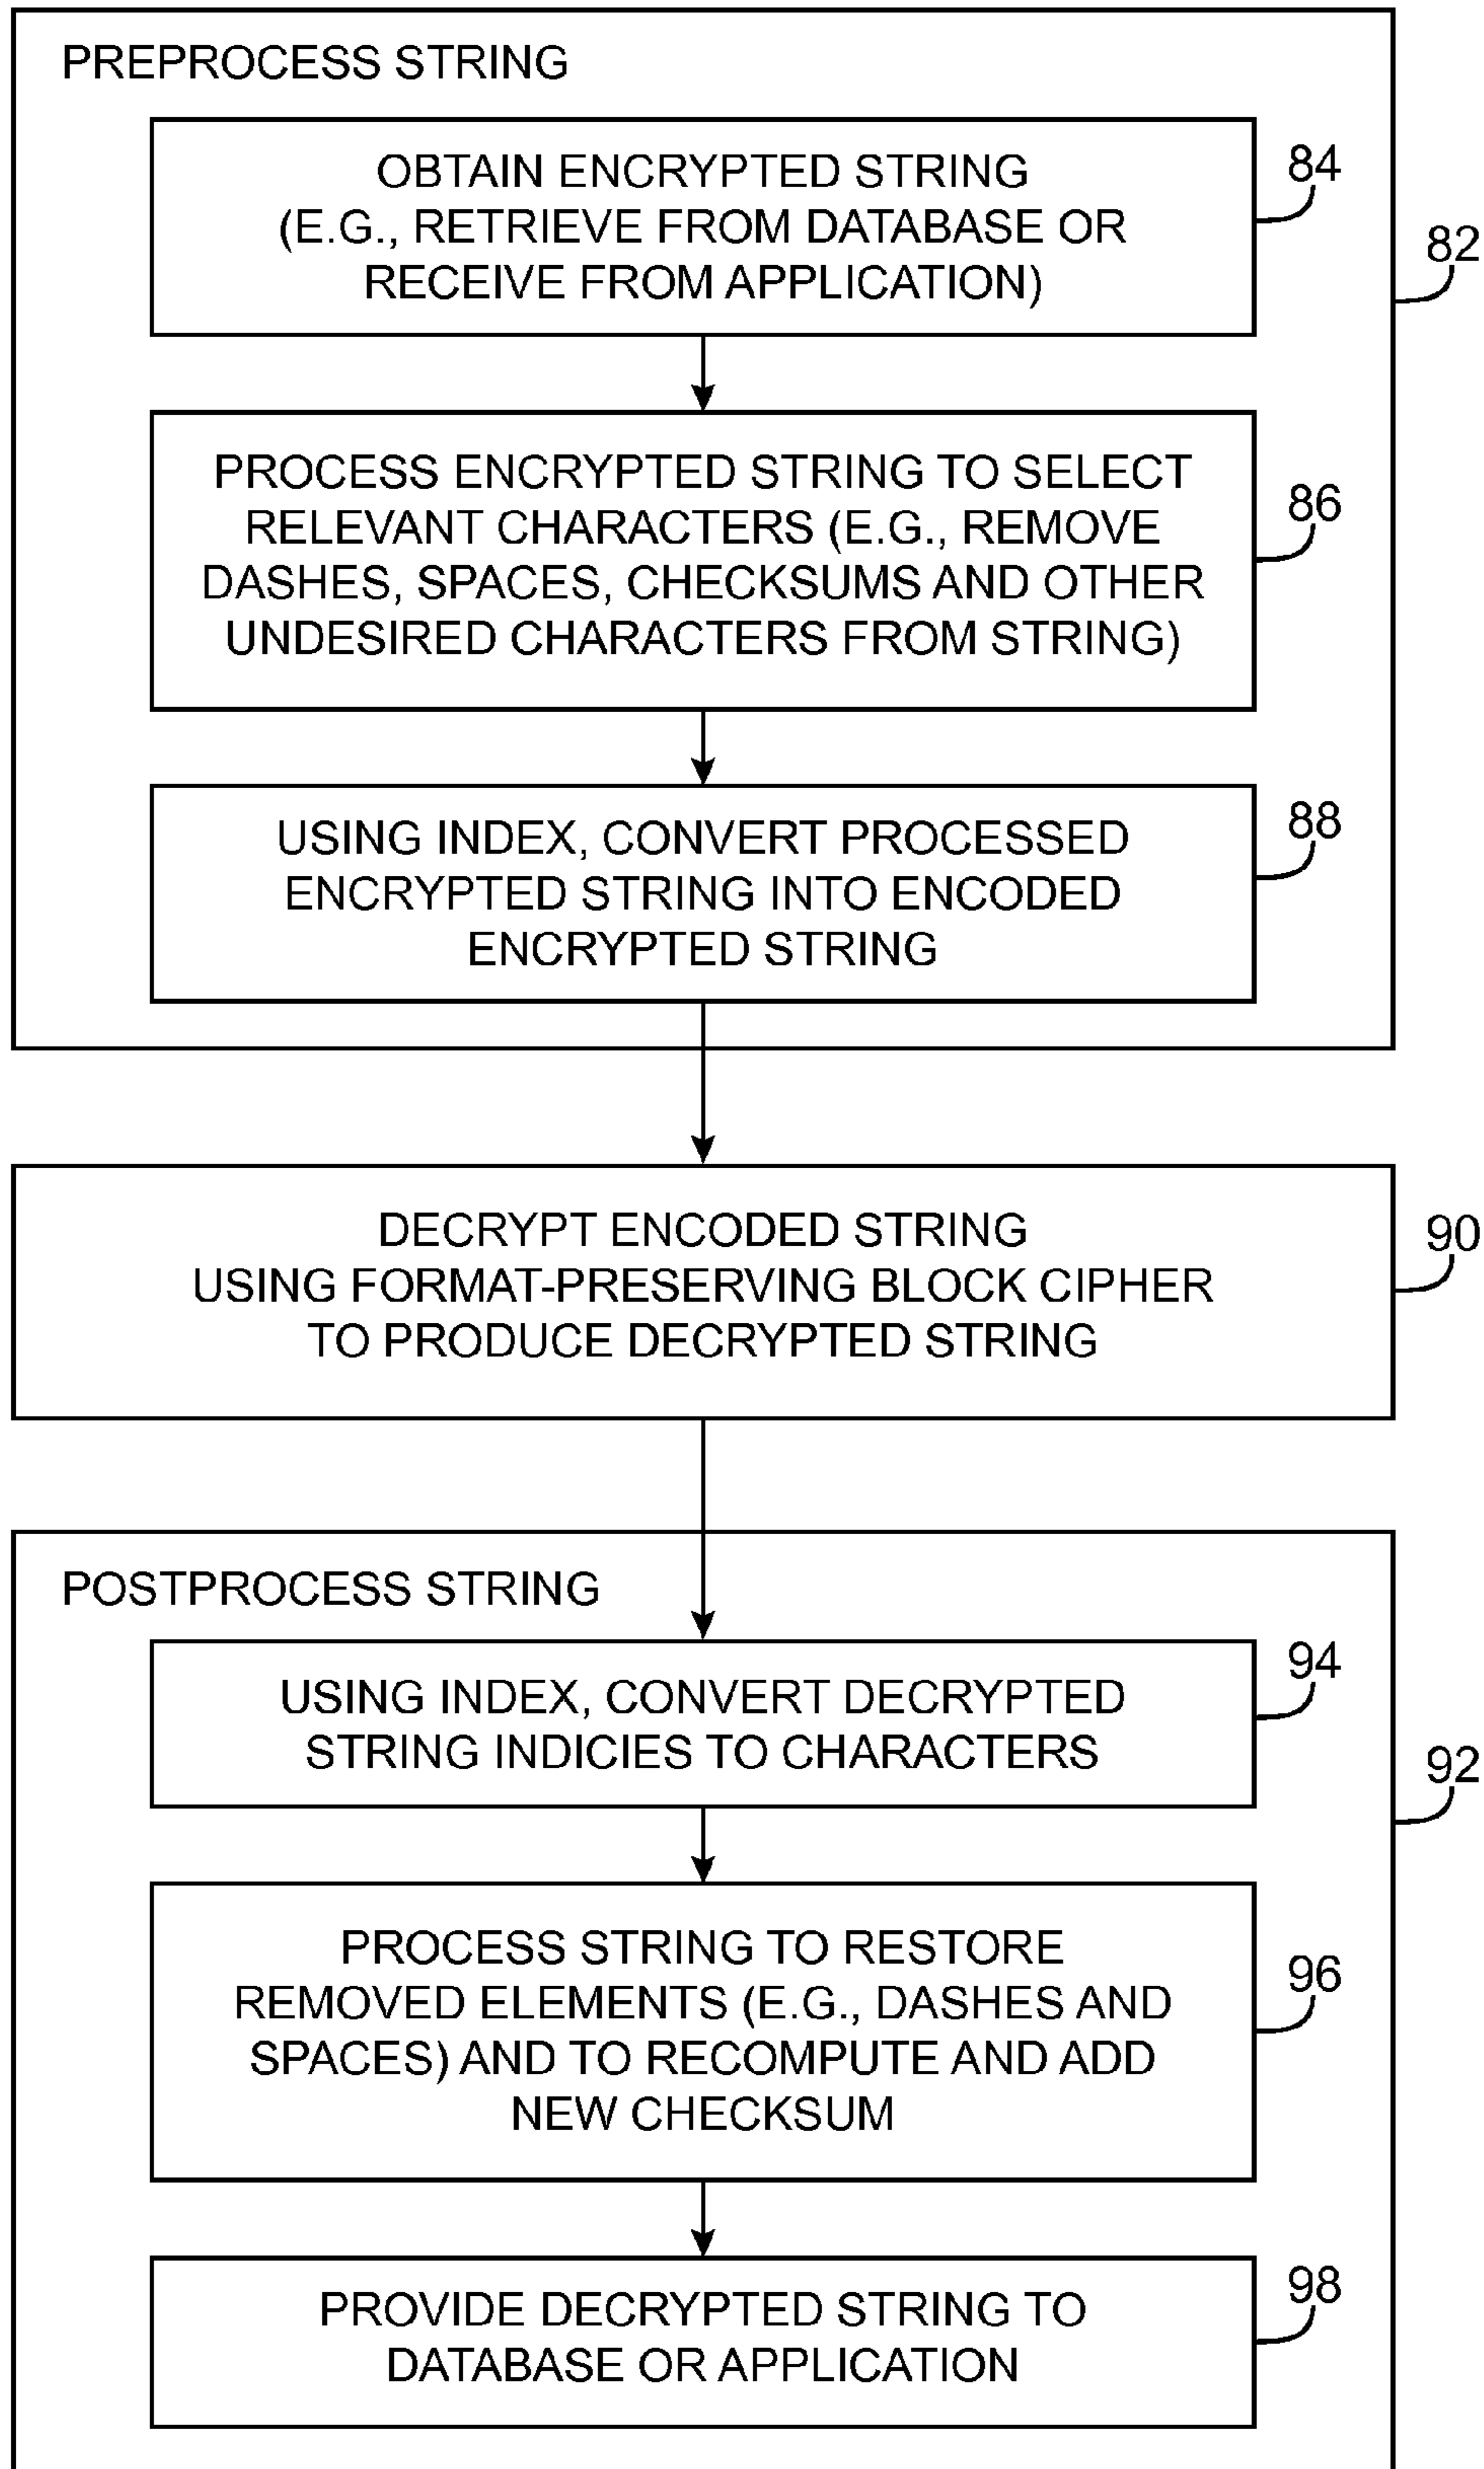 PREPROCESS STRING
OBTAIN ENCRYPTED STRING
(E.G., RETRIEVE FROM DATABASE OR
RECEIVE FROM APPLICATION)
84
82
PROCESS ENCRYPTED STRING TO SELECT
RELEVANT CHARACTERS (E.G., REMOVE
DASHES, SPACES, CHECKSUMS AND OTHER
UNDESIRED CHARACTERS FROM STRING)
86
USING INDEX, CONVERT PROCESSED
ENCRYPTED STRING INTO ENCODED
ENCRYPTED STRING
88
DECRYPT ENCODED STRING
USING FORMAT-PRESERVING BLOCK CIPHER
TO PRODUCE DECRYPTED STRING
90
POSTPROCESS STRING
USING INDEX, CONVERT DECRYPTED
STRING INDICIES TO CHARACTERS
94
92
PROCESS STRING TO RESTORE
REMOVED ELEMENTS (E.G., DASHES AND
SPACES) AND TO RECOMPUTE AND ADD
NEW CHECKSUM
96
PROVIDE DECRYPTED STRING TO
DATABASE OR APPLICATION
98